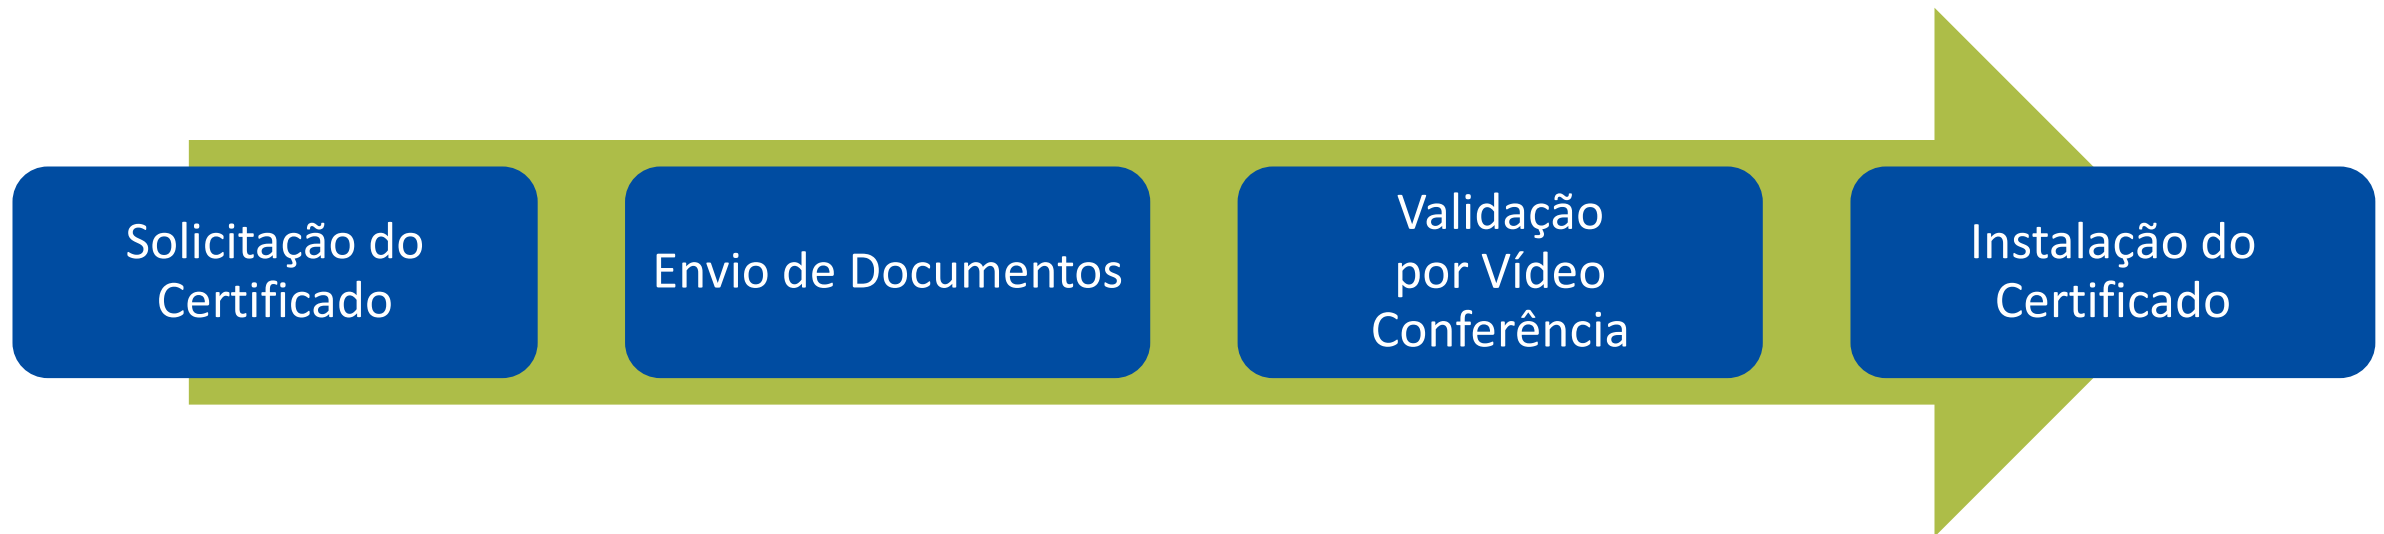 Solicitação do
Certificado
Envio de Documentos
Validação
por Vídeo
Conferência
Instalação do
Certificado